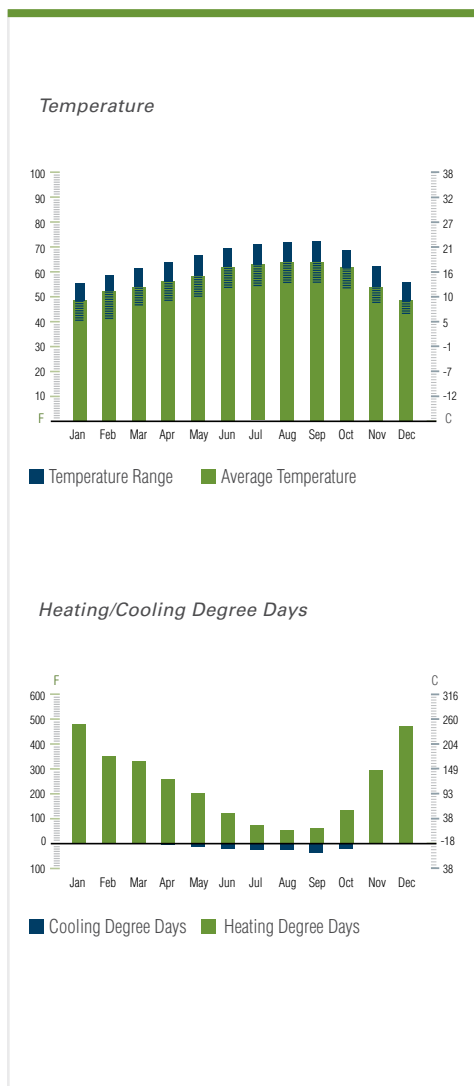 Temperature
100 38
90 32
80 27
70 21
60 16
50 10
40 5
30 -1
20 -7
10 -12
F C
Jan Feb Mar Apr May Jun Jul Aug Sep Oct Nov Dec
Temperature Range Average Temperature
Heating/Cooling Degree Days
F C
600 316
500 260
400 204
300 149
200 93
100 38
0 -18
100 38
Jan Feb Mar Apr May Jun Jul Aug Sep Oct Nov Dec
Cooling Degree Days Heating Degree Days